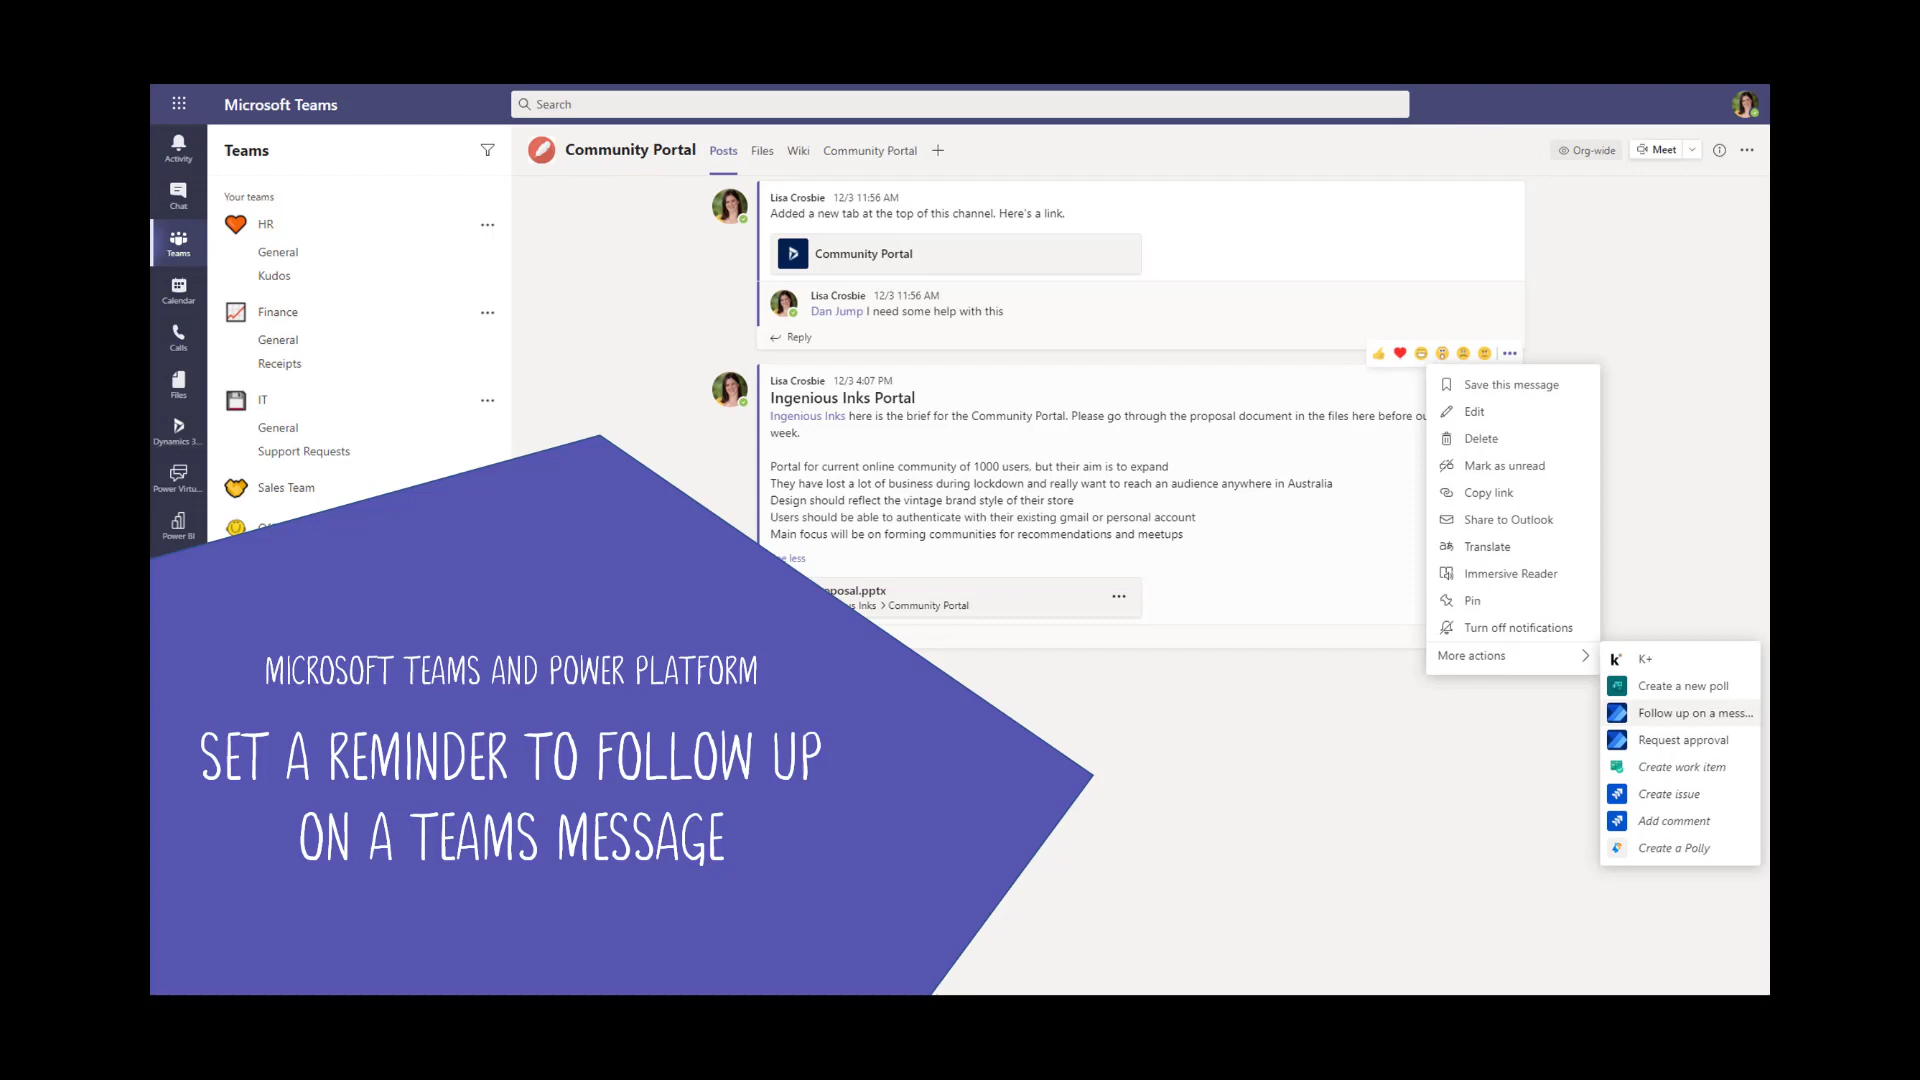 Microsoft Teams
Search
Activity
Chat
Teams
Calendar
Calls
Files
Dynamics 3...
Power Virtu...
Power BI
Teams
Your teams
HR
General
Kudos
Finance
General
Receipts
IT
General
Support Requests
Sales Team
Community Portal
Posts
Files
Wiki
Community Portal
Org-wide
Meet
Lisa Crosbie 12/3 11:56 AM
Added a new tab at the top of this channel. Here's a link.
Community Portal
Lisa Crosbie 12/3 11:56 AM
Dan Jump I need some help with this
Reply
Lisa Crosbie 12/3 4:07 PM
Ingenious Inks Portal
Ingenious Inks here is the brief for the Community Portal. Please go through the proposal document in the files here before
week.
Portal for current online community of 1000 users, but their aim is to expand
They have lost a lot of business during lockdown and really want to reach an audience anywhere in Australia
Design should reflect the vintage brand style of their store
Users should be able to authenticate with their existing gmail or personal account
Main focus will be on forming communities for recommendations and meetups
less
posal.pptx
Inks > Community Portal
Save this message
Edit
Delete
Mark as unread
Copy link
Share to Outlook
Translate
Immersive Reader
Pin
Turn off notifications
More actions
K+
Create a new poll
Follow up on a mess...
Request approval
Create work item
Create issue
Add comment
Create a Polly
MICROSOFT TEAMS AND POWER PLATFORM
SET A REMINDER TO FOLLOW UP
ON A TEAMS MESSAGE